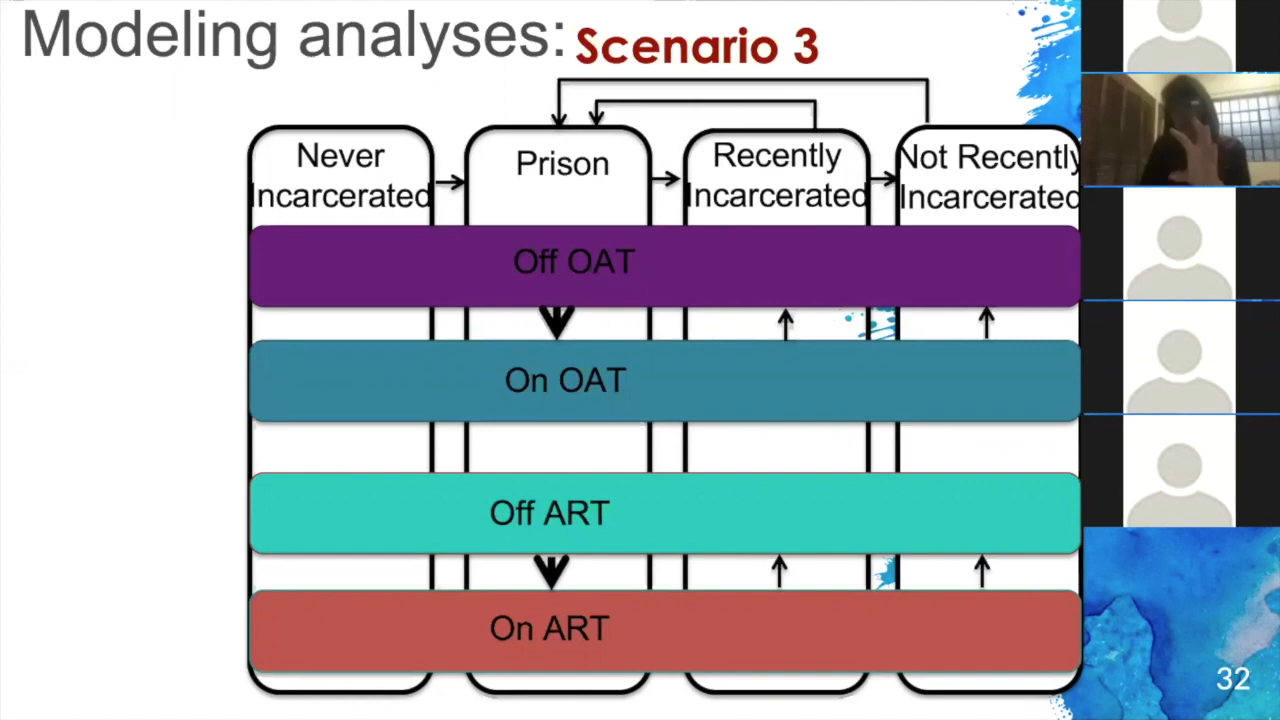 Modeling analyses: Scenario 3
Never
Incarcerated
Prison
Recently
Incarcerated
Not Recently
Incarcerated
Off OAT
On OAT
Off ART
On ART
32